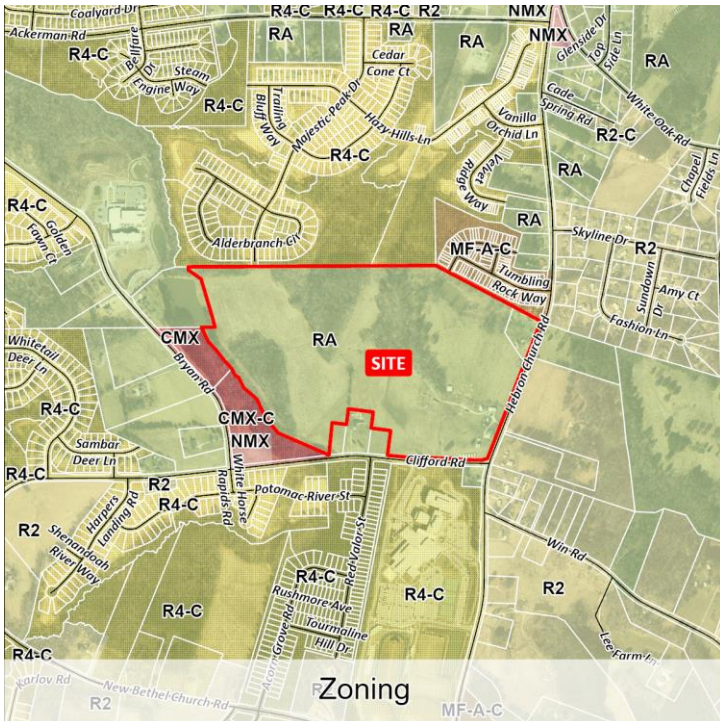 Coalyard Dr
R4-C
R4-C
R2
NMX
Ackerman Rd
RA
RA
NMX
Glenside Dr
Top
Side Ln
RA
R4-C
Bellfare
Dr
Steam
Engine Way
Cedar
Cone Ct
R4-C
Trailing
Bluff Way
Majestic Peak Dr
Hazy Hills Ln
Cade
Spring Rd
White Oak Rd
Vanilla
Orchid Ln
R2-C
R4-C
Velvet
Ridge Way
RA
Chapel
Fields Ln
R4-C
Golden
Fawn Ct
Alderbranch Cir
RA
Skyline Dr
R2
MF-A-C
Tumbling
Rock Way
Sundown
Dr
Amy Ct
Fashion Ln
CMX
RA
SITE
Hebron Church Rd
Whitetail
Deer Ln
Bryan Rd
R4-C
CMX-C
NMX
Sambar
Deer Ln
Clifford Rd
R4-C
R2
White Horse
Rapids Rd
Potomac River St
R4-C
Harpers
Landing Rd
R2
Shenandoah
River Way
Red Valor St
Win Rd
R4-C
Rushmore Ave
R4-C
R2
R4-C
Acorn Grove Rd
Tourmaline
Hill Dr
Lee Farm Ln
R4-C
Karlov Rd
R2
New Bethel Church Rd
Zoning
MF-A-C